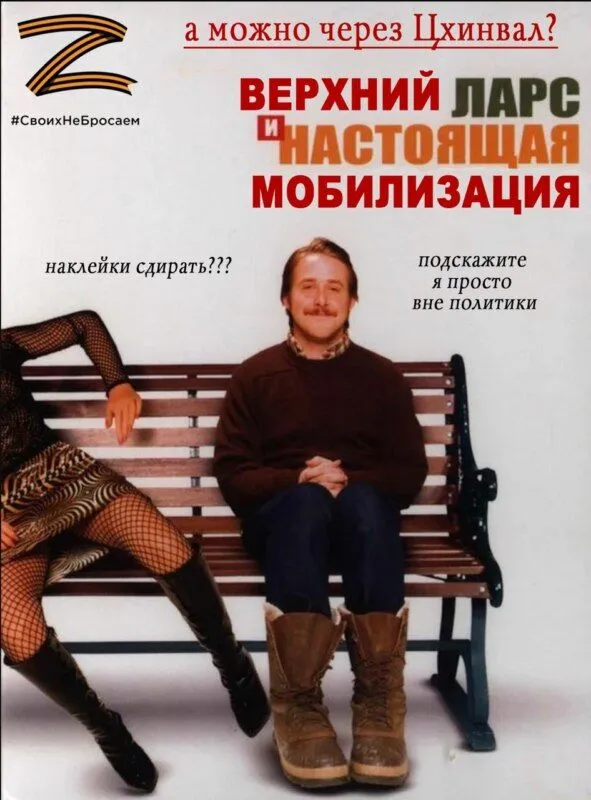 а можно через Цхинвал?
#СвоихНеБросаем
ВЕРХНИЙ ЛАРС
И НАСТОЯЩАЯ
МОБИЛИЗАЦИЯ
наклейки сдирать???
подскажите
я просто
вне политики